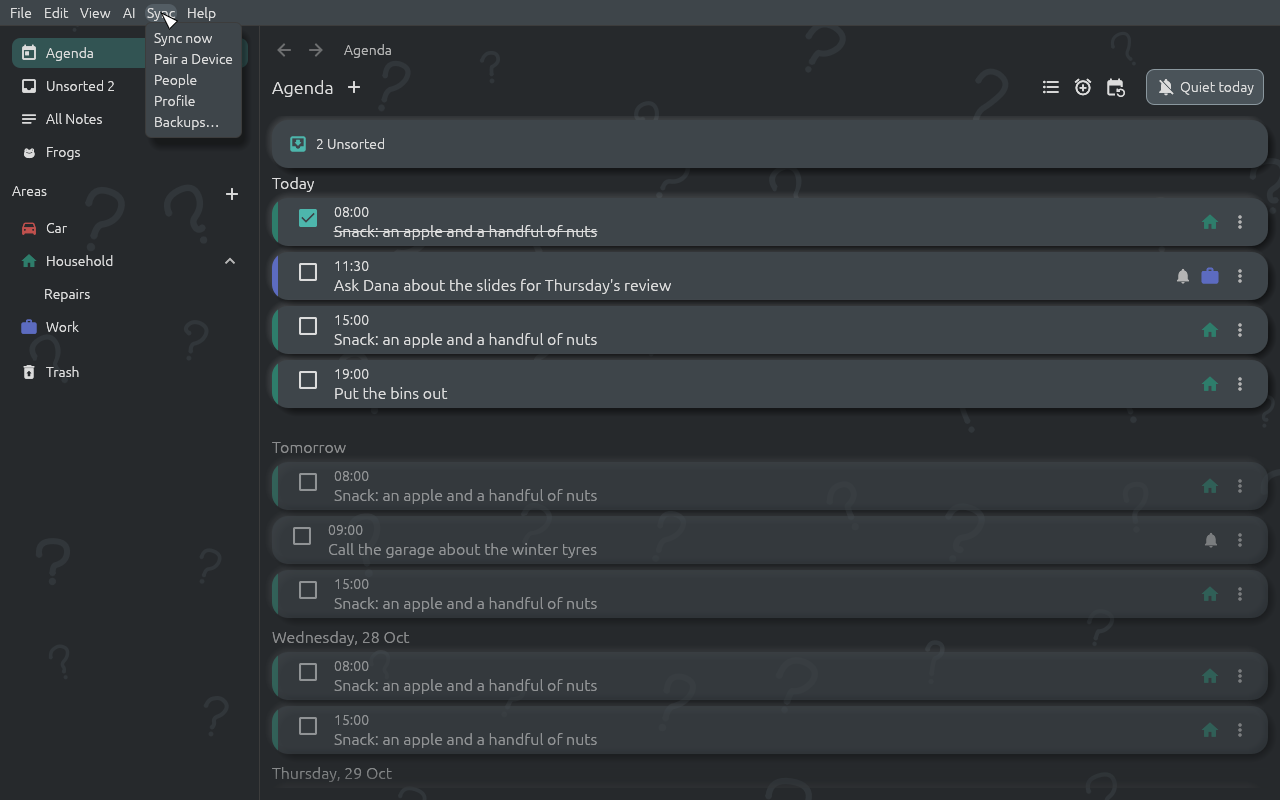 File Edit View AI Sync Help
Sync now
Pair a Device
People
Profile
Backups…
Agenda
Unsorted 2
All Notes
Frogs
Areas
Car
Household
Repairs
Work
Trash
Agenda
Agenda
Quiet today
2 Unsorted
Today
08:00
Snack: an apple and a handful of nuts
11:30
Ask Dana about the slides for Thursday's review
15:00
Snack: an apple and a handful of nuts
19:00
Put the bins out
Tomorrow
08:00
Snack: an apple and a handful of nuts
09:00
Call the garage about the winter tyres
15:00
Snack: an apple and a handful of nuts
Wednesday, 28 Oct
08:00
Snack: an apple and a handful of nuts
15:00
Snack: an apple and a handful of nuts
Thursday, 29 Oct